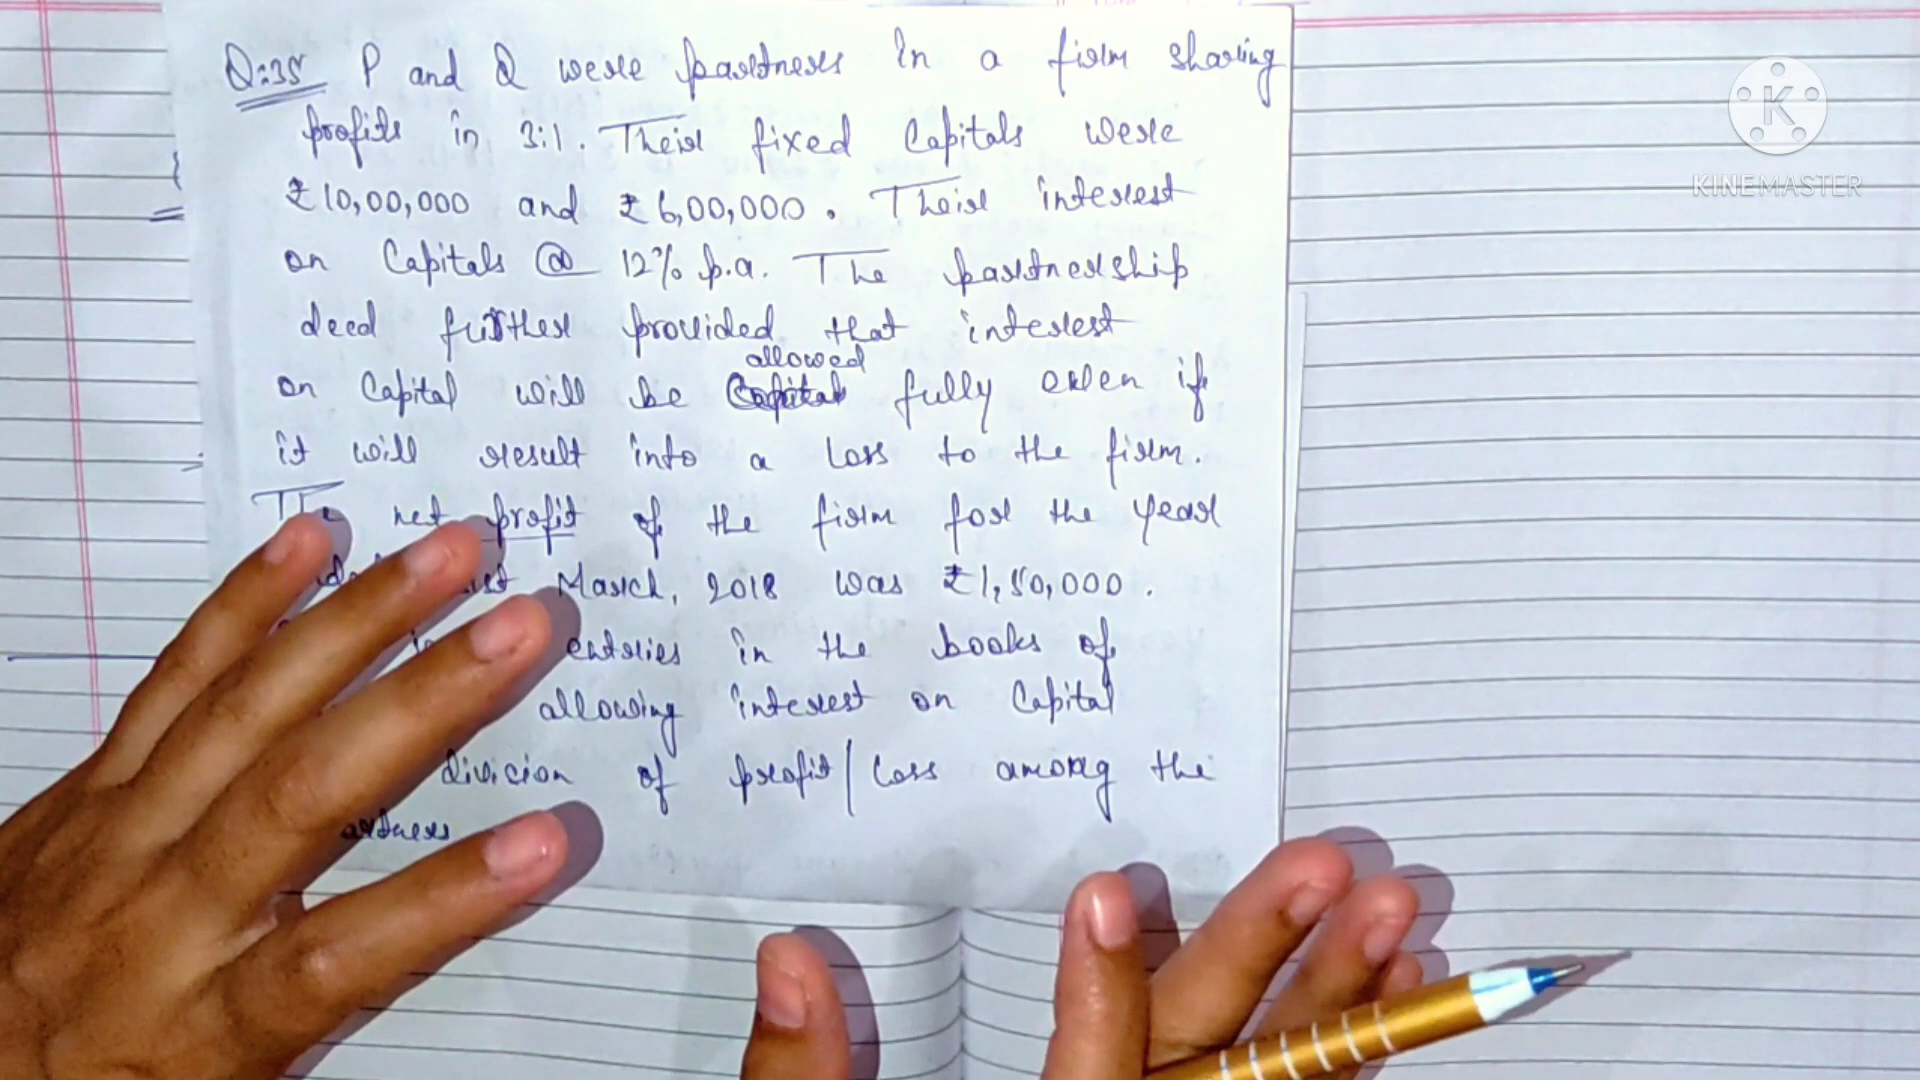 Q:35 P and Q were partners in a firm sharing
profits in 3:1. Their fixed Capitals were
₹10,00,000 and ₹6,00,000. Their interest
on Capitals @ 12% p.a. The partnership
deed further provided that interest
allowed
on Capital will be fully even if
it will result into a loss to the firm.
The net profit of the firm for the year
March, 2018 was ₹1,50,000.
entries in the books of
allowing interest on Capital
division of profit/loss among the
K
KINEMASTER